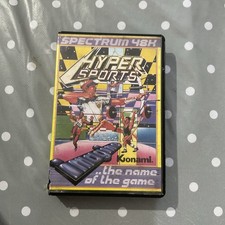 SPECTRUM 48K
HYPER
SPORTS
Konami
..the name
of the game